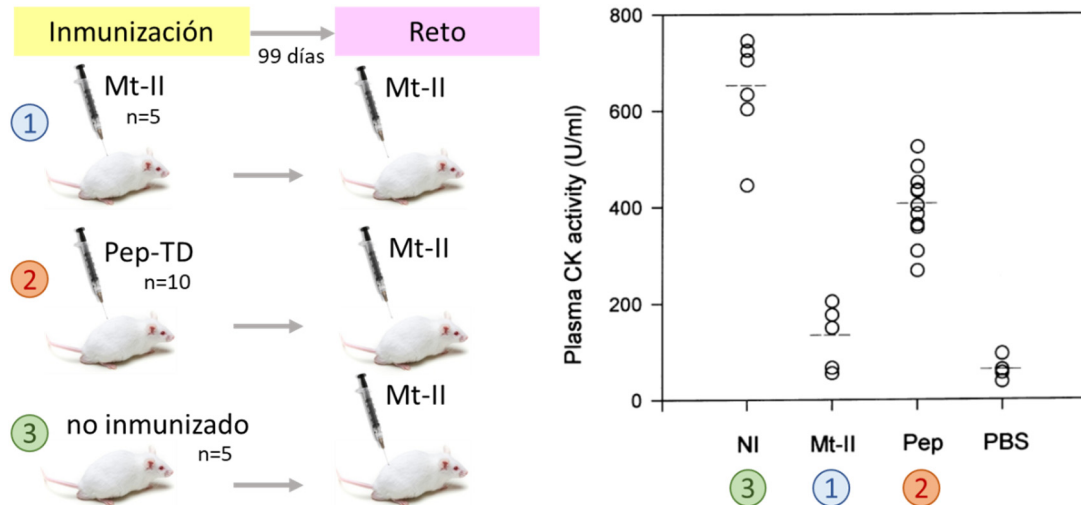 Inmunización
Reto
99 días
Mt-II
n=5
Mt-II
1
Pep-TD
n=10
Mt-II
2
Mt-II
3
no inmunizado
n=5
Plasma CK activity (U/ml)
800
600
400
200
0
NI Mt-II Pep PBS
3 1 2